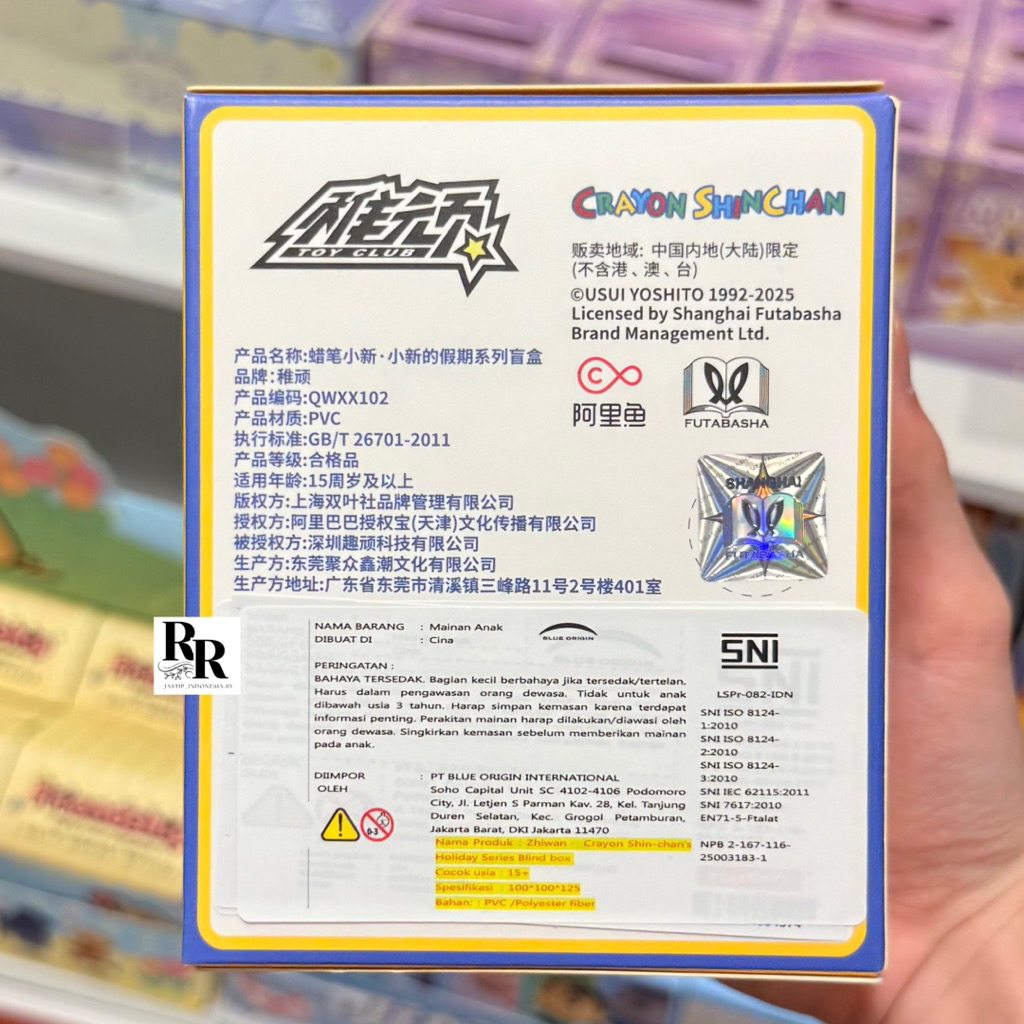 稚顽
TOY CLUB
CRAYON SHINCHAN
贩卖地域: 中国内地(大陆)限定
(不含港、澳、台)
©USUI YOSHITO 1992-2025
Licensed by Shanghai Futabasha
Brand Management Ltd.
阿里鱼
FUTABASHA
产品名称:蜡笔小新·小新的假期系列盲盒
品牌:稚顽
产品编码:QWXX102
产品材质:PVC
执行标准:GB/T 26701-2011
产品等级:合格品
适用年龄:15周岁及以上
版权方:上海双叶社品牌管理有限公司
授权方:阿里巴巴授权宝(天津)文化传播有限公司
被授权方:深圳趣顽科技有限公司
生产方:东莞聚众鑫潮文化有限公司
生产方地址:广东省东莞市清溪镇三峰路11号2号楼401室
SHANGHAI
FUTABASHA
RR
JASTIP_INDONESIA.BY
NAMA BARANG : Mainan Anak
DIBUAT DI : Cina
BLUE ORIGIN
PERINGATAN :
BAHAYA TERSEDAK. Bagian kecil berbahaya jika tersedak/tertelan.
Harus dalam pengawasan orang dewasa. Tidak untuk anak
dibawah usia 3 tahun. Harap simpan kemasan karena terdapat
informasi penting. Perakitan mainan harap dilakukan/diawasi oleh
orang dewasa. Singkirkan kemasan sebelum memberikan mainan
pada anak.
DIIMPOR : PT BLUE ORIGIN INTERNATIONAL
OLEH Soho Capital Unit SC 4102-4106 Podomoro
City, Jl. Letjen S Parman Kav. 28, Kel. Tanjung
Duren Selatan, Kec. Grogol Petamburan,
Jakarta Barat, DKI Jakarta 11470
0-3
Nama Produk : Zhiwan Crayon Shin-chan's
Holiday Series Blind box
Cocok usia : 15+
Spesifikasi : 100*100*125
Bahan: : PVC /Polyester fiber
SNI
LSPr-082-IDN
SNI ISO 8124-
1:2010
SNI ISO 8124-
2:2010
SNI ISO 8124-
3:2010
SNI IEC 62115:2011
SNI 7617:2010
EN71-5-Ftalat
NPB 2-167-116-
25003183-1